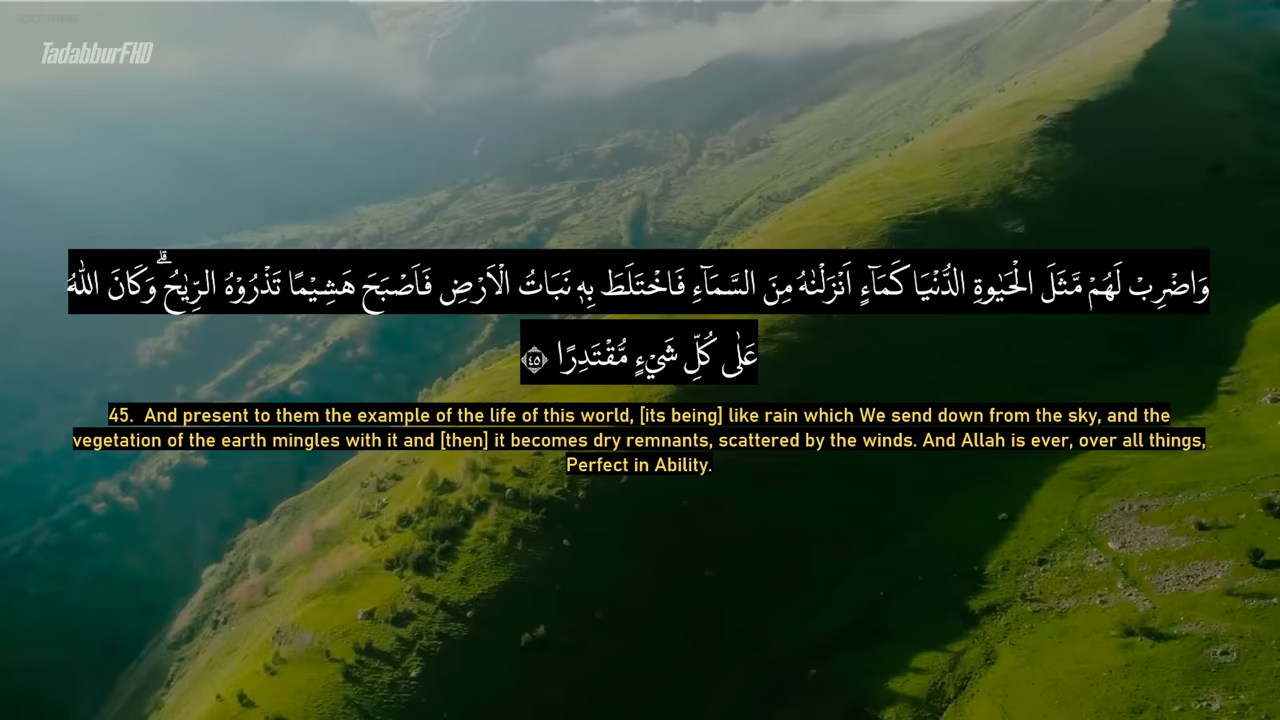 TadabburFHD
وَاضْرِبْ لَهُمْ مَّثَلَ الْحَيٰوةِ الدُّنْيَا كَمَآءٍ اَنْزَلْنٰهُ مِنَ السَّمَآءِ فَاخْتَلَطَ بِهٖ نَبَاتُ الْاَرْضِ فَاَصْبَحَ هَشِيْمًا تَذْرُوْهُ الرِّيٰحُ ۗ وَكَانَ اللّٰهُ
عَلٰى كُلِّ شَيْءٍ مُّقْتَدِرًا ٤٥
45. And present to them the example of the life of this world, [its being] like rain which We send down from the sky, and the
vegetation of the earth mingles with it and [then] it becomes dry remnants, scattered by the winds. And Allah is ever, over all things,
Perfect in Ability.